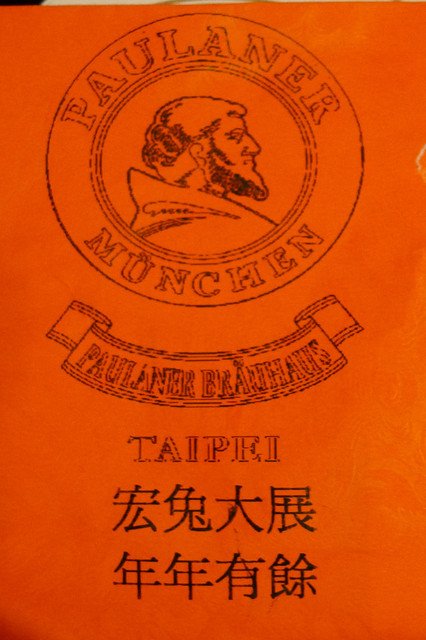 PAULANER
MÜNCHEN
PAULANER BRÄUHAUS
TAIPEI
宏兔大展
年年有餘